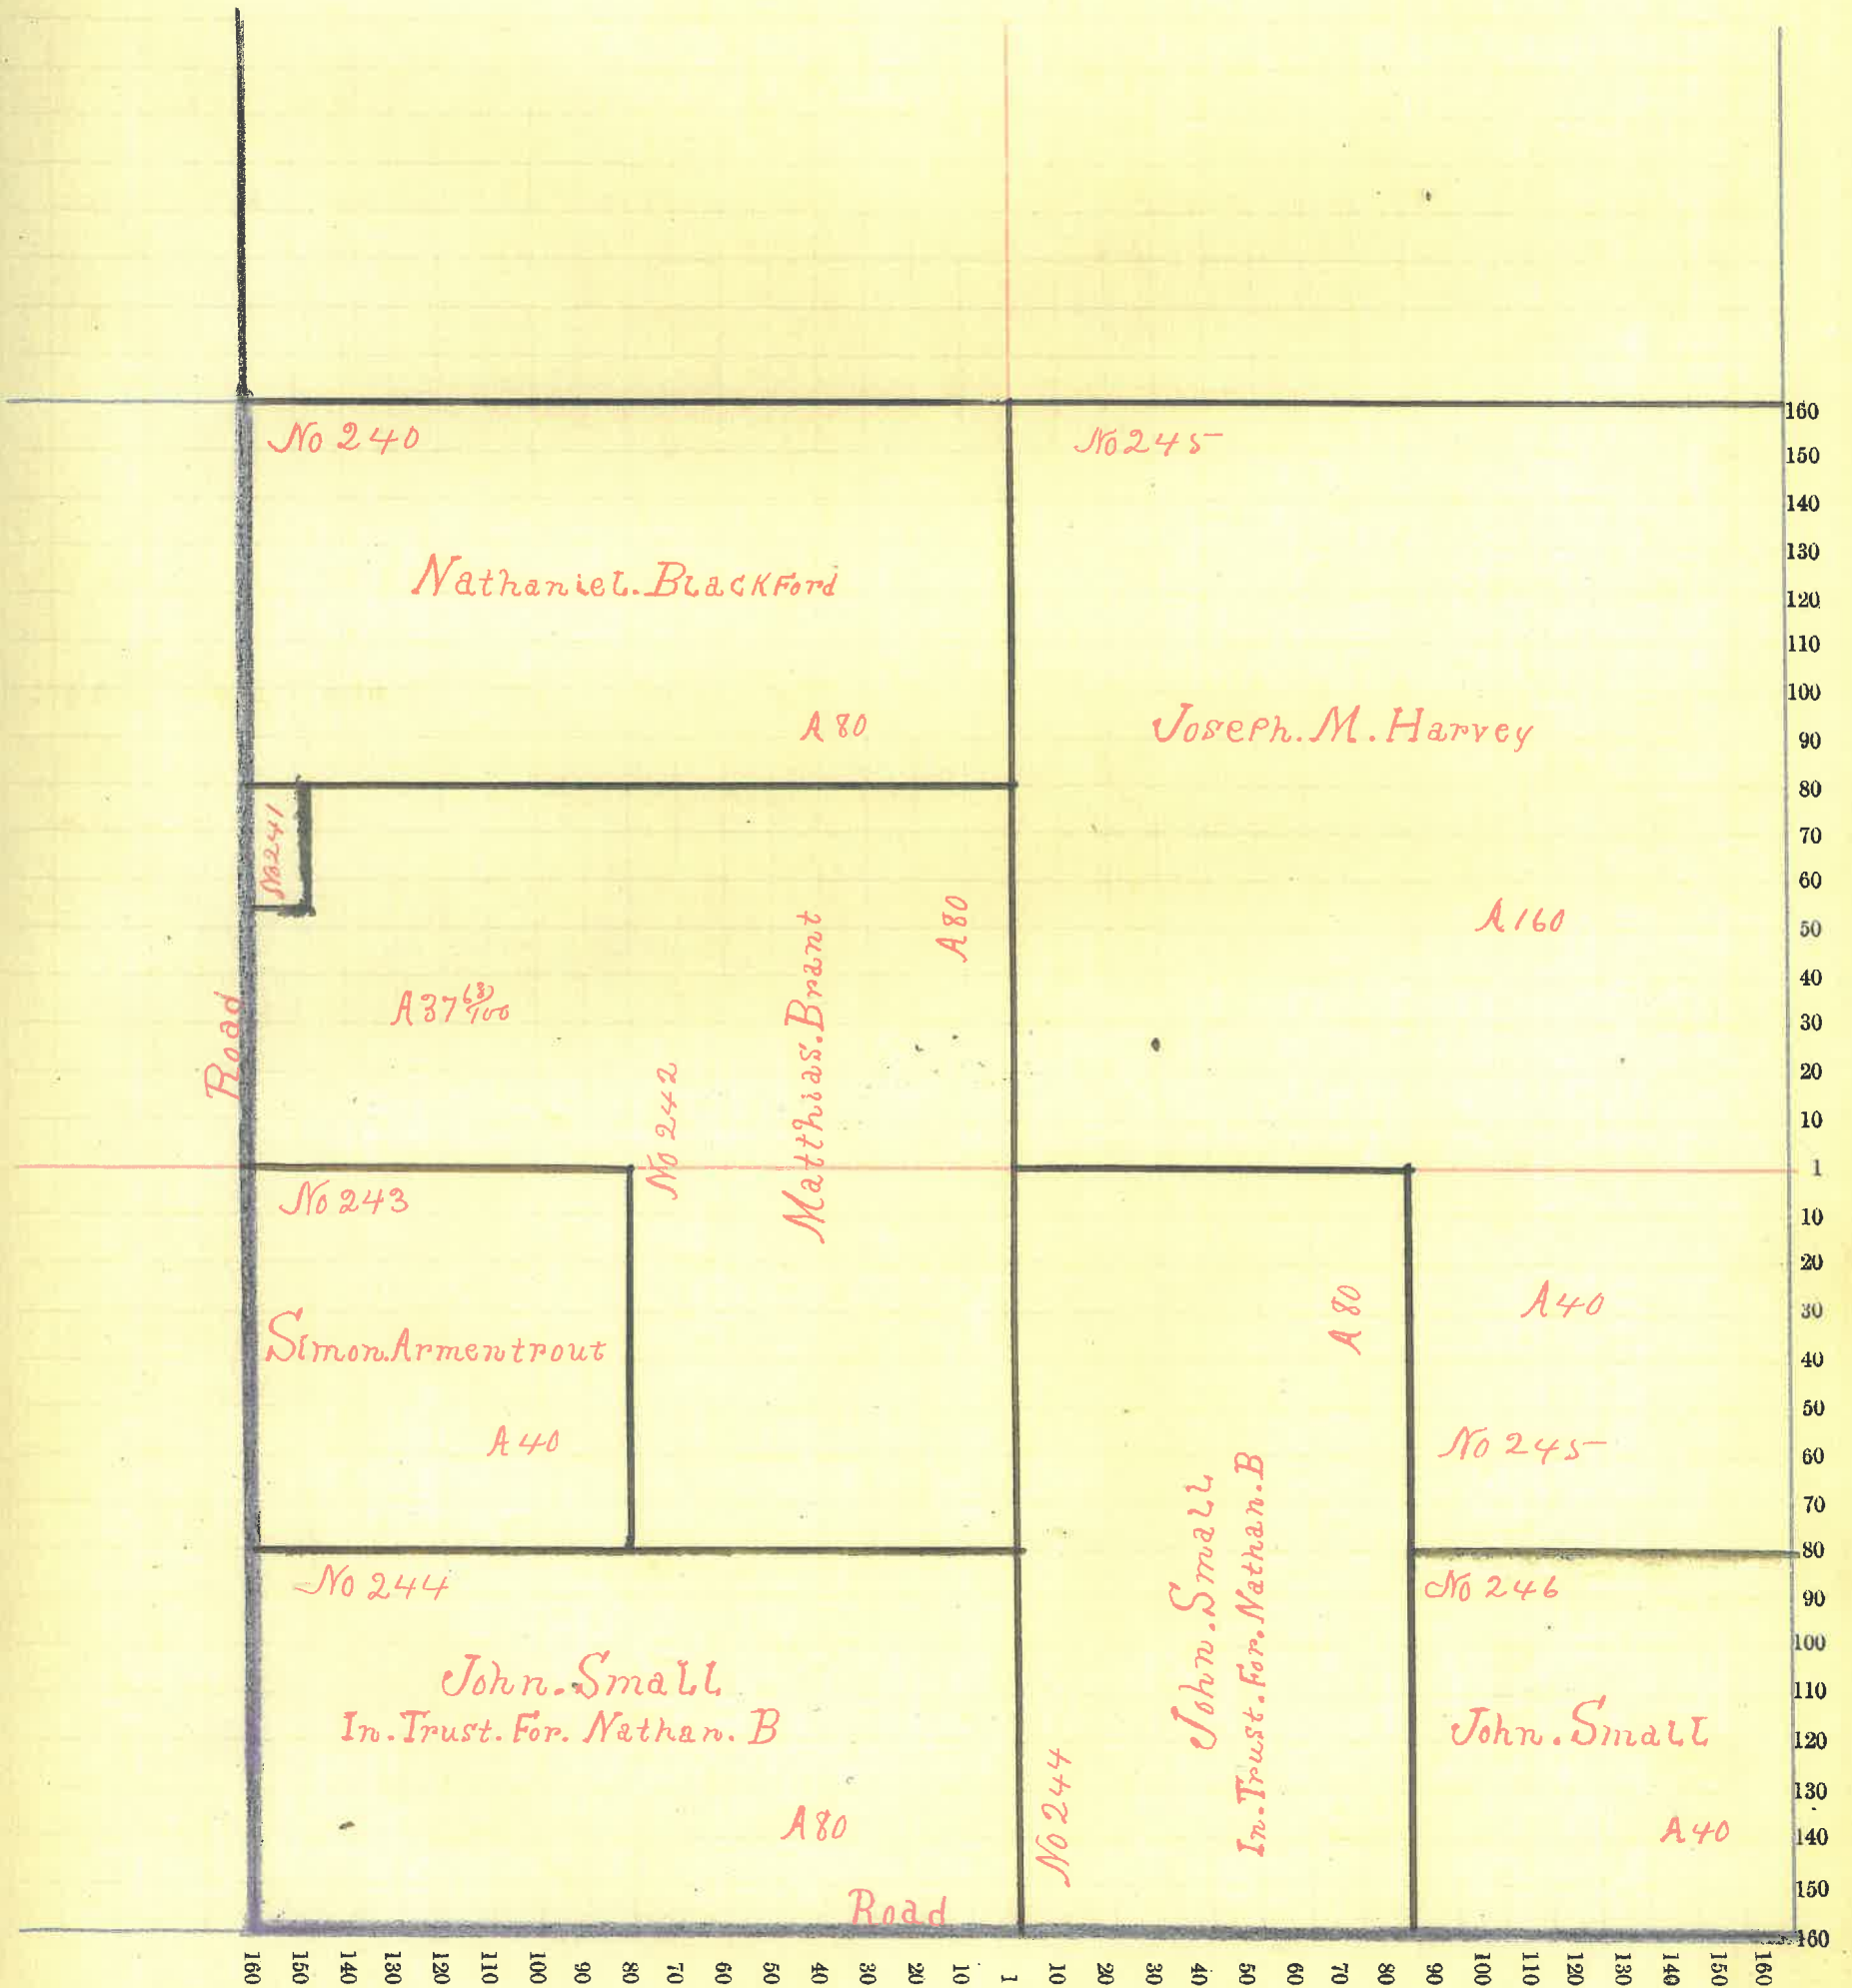 No 240
No 245
Nathaniel. Blackford
A 80
Joseph. M. Harvey
No 241
A 160
A 80
Mathias. Brant
Road
No 242
No 243
Simon. Armentrout
A 40
A 80
A 40
No 245
No 244
John. Small
In. Trust. For. Nathan. B
A 80
Road
No 244
John. Small
In. Trust. For. Nathan. B
No 246
John. Small
A 40
160
150
140
130
120
110
100
90
80
70
60
50
40
30
20
10
1
10
20
30
40
50
60
70
80
90
100
110
120
130
140
150
160
160 150 140 130 120 110 100 90 80 70 60 50 40 30 20 10 1 10 20 30 40 50 60 70 80 90 100 110 120 130 140 150 160